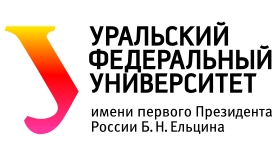 УРАЛЬСКИЙ
ФЕДЕРАЛЬНЫЙ
УНИВЕРСИТЕТ
имени первого Президента
России Б. Н. Ельцина